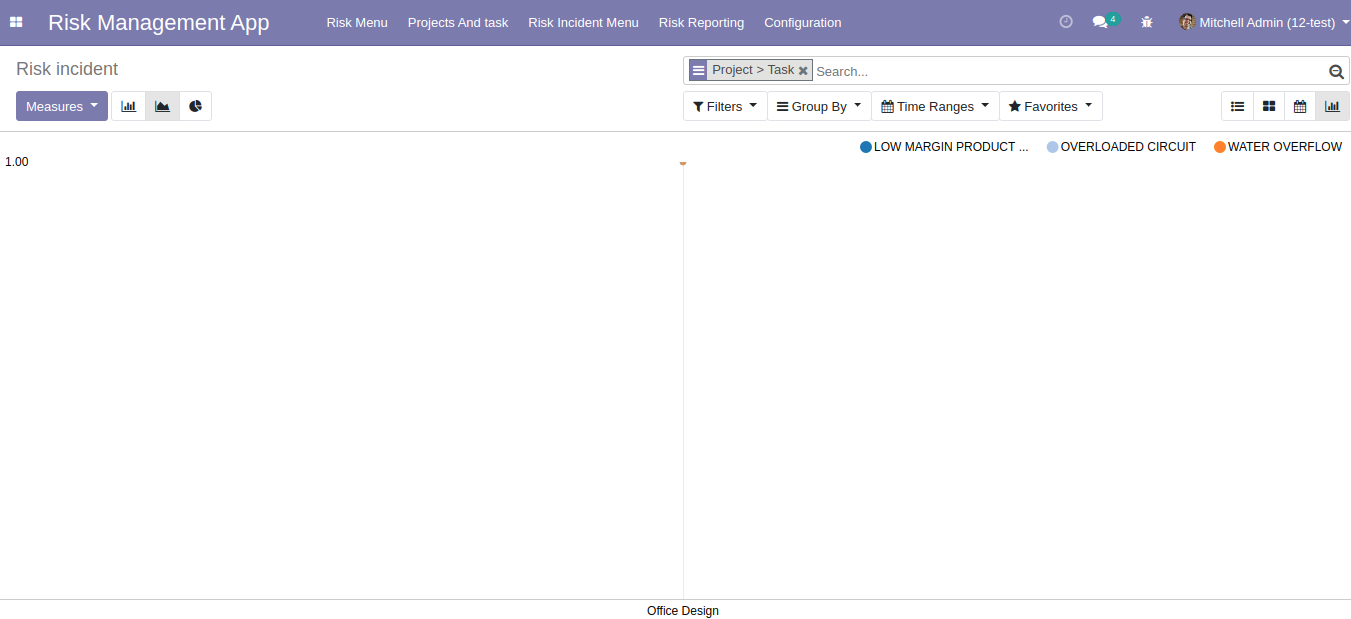 Risk Management App
Risk Menu Projects And task Risk Incident Menu Risk Reporting Configuration
4
Mitchell Admin (12-test)
Risk incident
Project > Task
Search...
Measures
Filters Group By Time Ranges Favorites
LOW MARGIN PRODUCT ... OVERLOADED CIRCUIT WATER OVERFLOW
1.00
Office Design